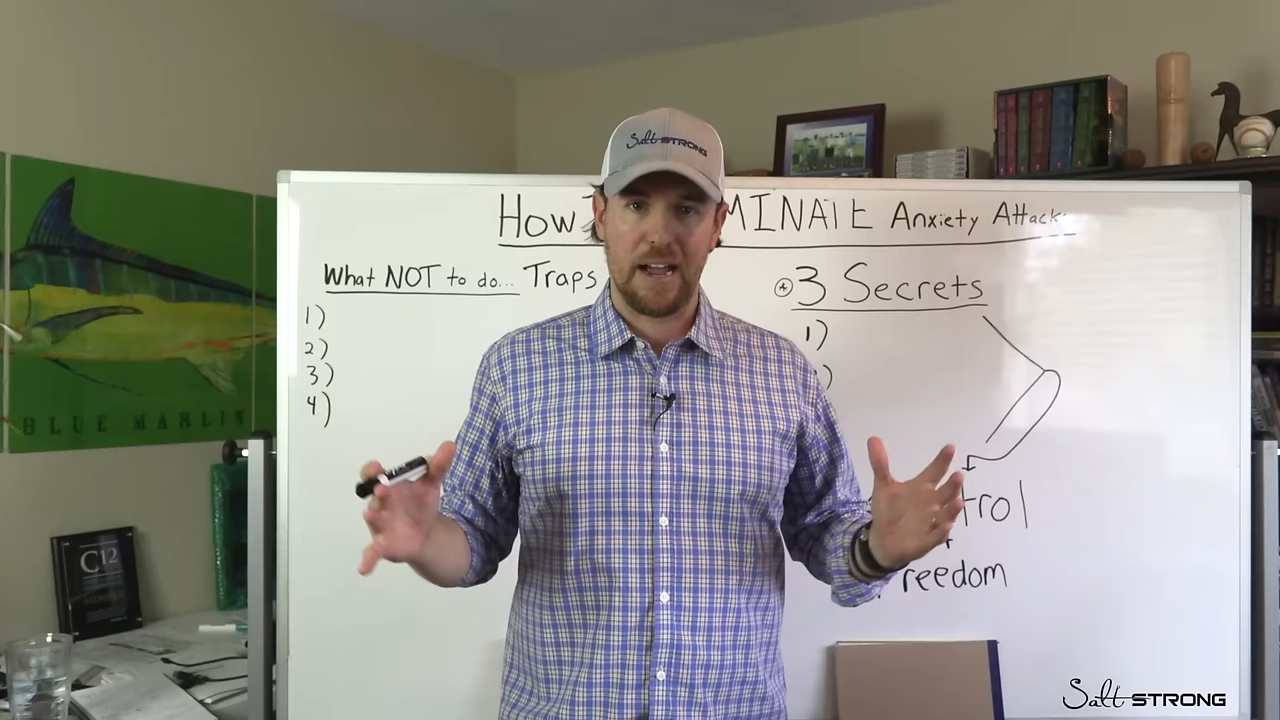 Salt STRONG
How MINATE Anxiety Attack
What NOT to do... Traps
1)
2)
3)
4)
+ 3 Secrets
1)
)
trol
reedom
BLUE MARLIN
C12
Salt STRONG